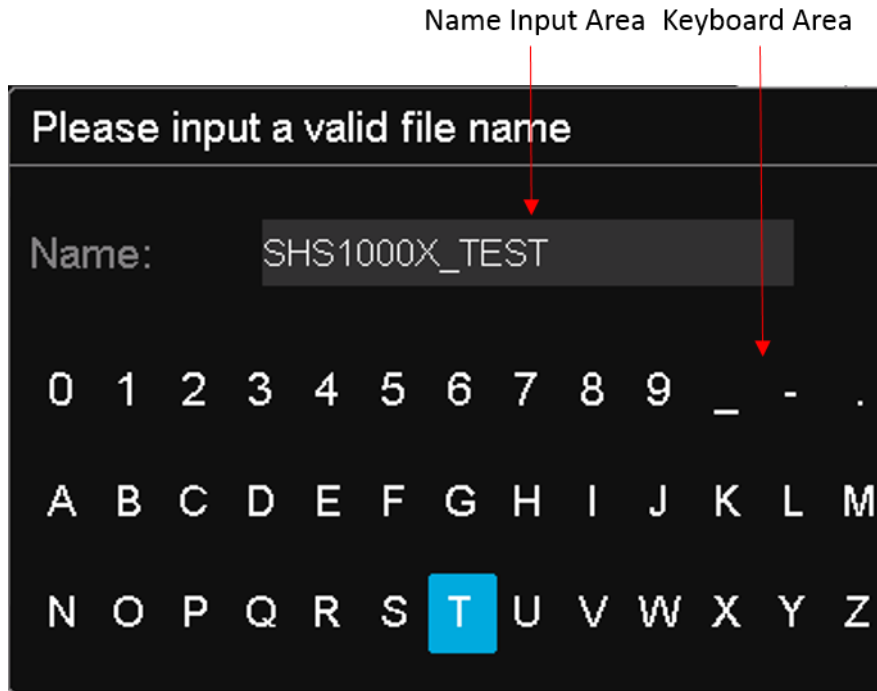 Name Input Area Keyboard Area
Please input a valid file name
Name: SHS1000X_TEST
0 1 2 3 4 5 6 7 8 9 _ - .
A B C D E F G H I J K L M
N O P Q R S T U V W X Y Z